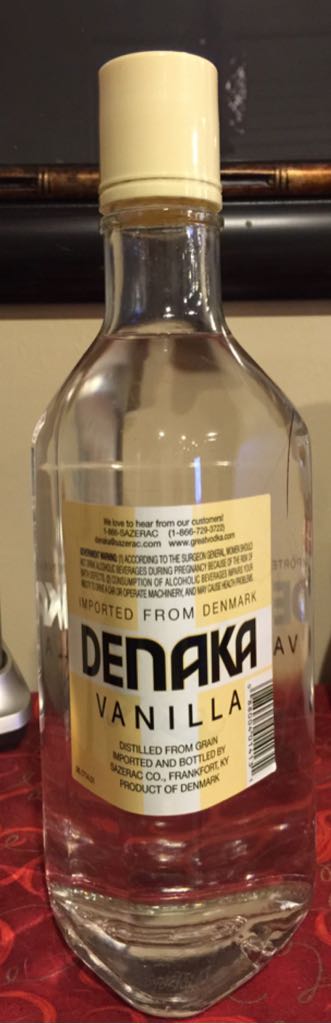 We love to hear from our customers!
1-866-SAZERAC (1-866-729-3722)
denaka@sazerac.com www.greatvodka.com
GOVERNMENT WARNING: (1) ACCORDING TO THE SURGEON GENERAL, WOMEN SHOULD
NOT DRINK ALCOHOLIC BEVERAGES DURING PREGNANCY BECAUSE OF THE RISK OF
BIRTH DEFECTS. (2) CONSUMPTION OF ALCOHOLIC BEVERAGES IMPAIRS YOUR
ABILITY TO DRIVE A CAR OR OPERATE MACHINERY, AND MAY CAUSE HEALTH PROBLEMS.
IMPORTED FROM DENMARK
DENAKA
VANILLA
DISTILLED FROM GRAIN
IMPORTED AND BOTTLED BY
SAZERAC CO., FRANKFORT, KY
PRODUCT OF DENMARK